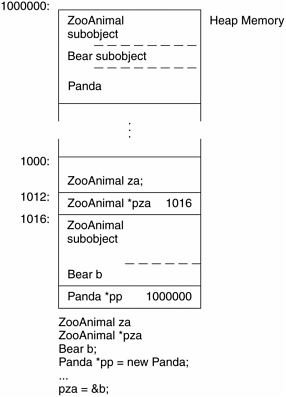 1000000:
ZooAnimal
subobject
Heap Memory
Bear subobject
Panda
1000:
ZooAnimal za;
1012:
ZooAnimal *pza 1016
1016:
ZooAnimal
subobject
Bear b
Panda *pp 1000000
ZooAnimal za
ZooAnimal *pza
Bear b;
Panda *pp = new Panda;
...
pza = &b;